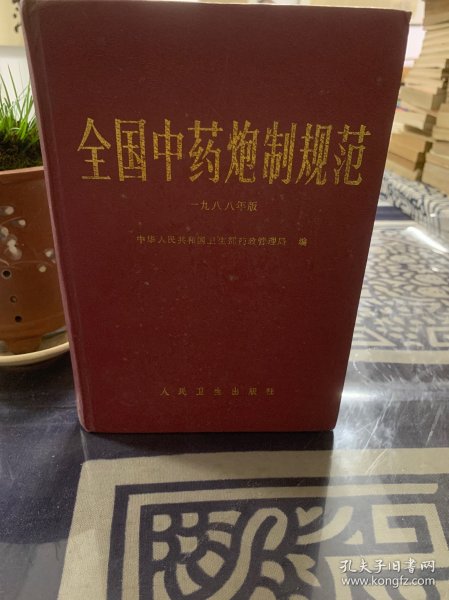 全国中药炮制规范
一九八八年版
中华人民共和国卫生部药政管理局 编
人民卫生出版社
孔夫子旧书网
www.kongfz.com